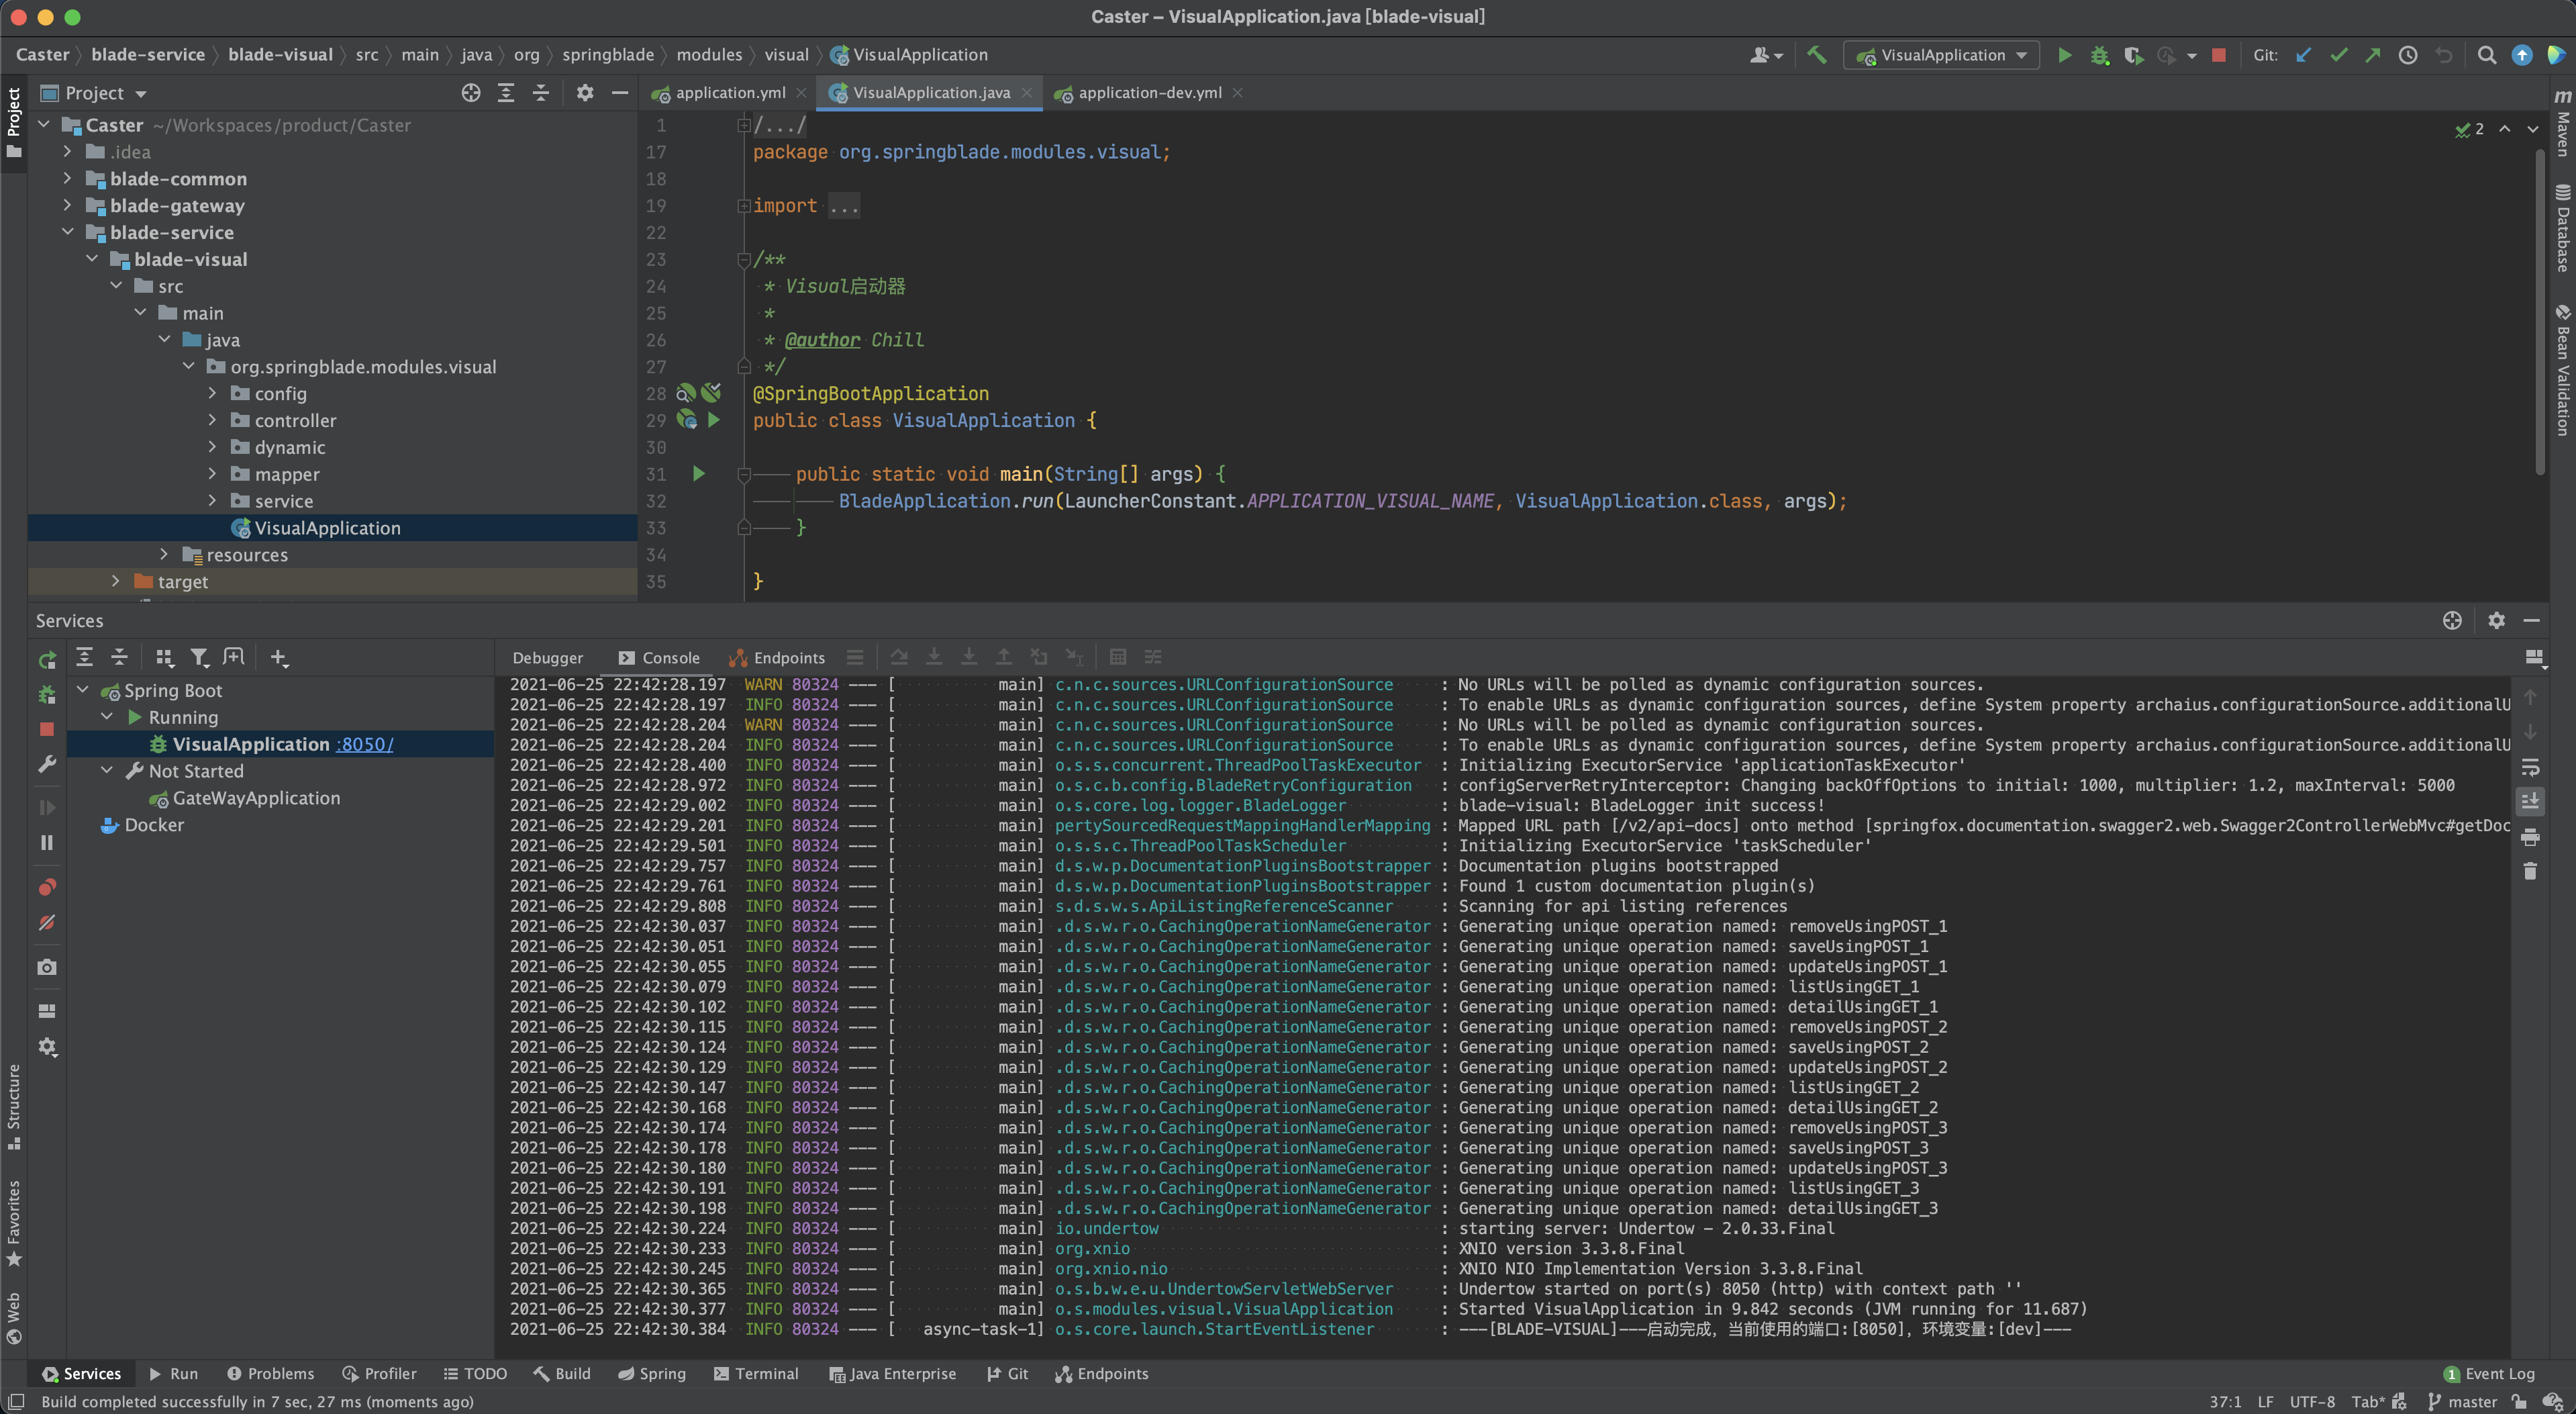 Caster – VisualApplication.java [blade-visual]
Caster blade-service blade-visual src main java org springblade modules visual VisualApplication
VisualApplication
Git:
Project
application.yml
VisualApplication.java
application-dev.yml
Project
Structure
Favorites
Web
Caster ~/Workspaces/product/Caster
.idea
blade-common
blade-gateway
blade-service
blade-visual
src
main
java
org.springblade.modules.visual
config
controller
dynamic
mapper
service
VisualApplication
resources
target
1 /.../
17 package org.springblade.modules.visual;
18
19 import ...
22
23 /**
24 * Visual启动器
25 *
26 * @author Chill
27 */
28 @SpringBootApplication
29 public class VisualApplication {
30
31 public static void main(String[] args) {
32 BladeApplication.run(LauncherConstant.APPLICATION_VISUAL_NAME, VisualApplication.class, args);
33 }
34
35 }
2
m Maven
Database
Bean Validation
Services
Debugger
Console
Endpoints
Spring Boot
Running
VisualApplication :8050/
Not Started
GateWayApplication
Docker
2021-06-25 22:42:28.197 WARN 80324 --- [ main] c.n.c.sources.URLConfigurationSource : No URLs will be polled as dynamic configuration sources.
2021-06-25 22:42:28.197 INFO 80324 --- [ main] c.n.c.sources.URLConfigurationSource : To enable URLs as dynamic configuration sources, define System property archaius.configurationSource.additionalU
2021-06-25 22:42:28.204 WARN 80324 --- [ main] c.n.c.sources.URLConfigurationSource : No URLs will be polled as dynamic configuration sources.
2021-06-25 22:42:28.204 INFO 80324 --- [ main] c.n.c.sources.URLConfigurationSource : To enable URLs as dynamic configuration sources, define System property archaius.configurationSource.additionalU
2021-06-25 22:42:28.400 INFO 80324 --- [ main] o.s.s.concurrent.ThreadPoolTaskExecutor : Initializing ExecutorService 'applicationTaskExecutor'
2021-06-25 22:42:28.972 INFO 80324 --- [ main] o.s.c.b.config.BladeRetryConfiguration : configServerRetryInterceptor: Changing backOffOptions to initial: 1000, multiplier: 1.2, maxInterval: 5000
2021-06-25 22:42:29.002 INFO 80324 --- [ main] o.s.core.log.logger.BladeLogger : blade-visual: BladeLogger init success!
2021-06-25 22:42:29.201 INFO 80324 --- [ main] pertySourcedRequestMappingHandlerMapping : Mapped URL path [/v2/api-docs] onto method [springfox.documentation.swagger2.web.Swagger2ControllerWebMvc#getDoc
2021-06-25 22:42:29.501 INFO 80324 --- [ main] o.s.s.c.ThreadPoolTaskScheduler : Initializing ExecutorService 'taskScheduler'
2021-06-25 22:42:29.757 INFO 80324 --- [ main] d.s.w.p.DocumentationPluginsBootstrapper : Documentation plugins bootstrapped
2021-06-25 22:42:29.761 INFO 80324 --- [ main] d.s.w.p.DocumentationPluginsBootstrapper : Found 1 custom documentation plugin(s)
2021-06-25 22:42:29.808 INFO 80324 --- [ main] s.d.s.w.s.ApiListingReferenceScanner : Scanning for api listing references
2021-06-25 22:42:30.037 INFO 80324 --- [ main] .d.s.w.r.o.CachingOperationNameGenerator : Generating unique operation named: removeUsingPOST_1
2021-06-25 22:42:30.051 INFO 80324 --- [ main] .d.s.w.r.o.CachingOperationNameGenerator : Generating unique operation named: saveUsingPOST_1
2021-06-25 22:42:30.055 INFO 80324 --- [ main] .d.s.w.r.o.CachingOperationNameGenerator : Generating unique operation named: updateUsingPOST_1
2021-06-25 22:42:30.079 INFO 80324 --- [ main] .d.s.w.r.o.CachingOperationNameGenerator : Generating unique operation named: listUsingGET_1
2021-06-25 22:42:30.102 INFO 80324 --- [ main] .d.s.w.r.o.CachingOperationNameGenerator : Generating unique operation named: detailUsingGET_1
2021-06-25 22:42:30.115 INFO 80324 --- [ main] .d.s.w.r.o.CachingOperationNameGenerator : Generating unique operation named: removeUsingPOST_2
2021-06-25 22:42:30.124 INFO 80324 --- [ main] .d.s.w.r.o.CachingOperationNameGenerator : Generating unique operation named: saveUsingPOST_2
2021-06-25 22:42:30.129 INFO 80324 --- [ main] .d.s.w.r.o.CachingOperationNameGenerator : Generating unique operation named: updateUsingPOST_2
2021-06-25 22:42:30.147 INFO 80324 --- [ main] .d.s.w.r.o.CachingOperationNameGenerator : Generating unique operation named: listUsingGET_2
2021-06-25 22:42:30.168 INFO 80324 --- [ main] .d.s.w.r.o.CachingOperationNameGenerator : Generating unique operation named: detailUsingGET_2
2021-06-25 22:42:30.174 INFO 80324 --- [ main] .d.s.w.r.o.CachingOperationNameGenerator : Generating unique operation named: removeUsingPOST_3
2021-06-25 22:42:30.178 INFO 80324 --- [ main] .d.s.w.r.o.CachingOperationNameGenerator : Generating unique operation named: saveUsingPOST_3
2021-06-25 22:42:30.180 INFO 80324 --- [ main] .d.s.w.r.o.CachingOperationNameGenerator : Generating unique operation named: updateUsingPOST_3
2021-06-25 22:42:30.191 INFO 80324 --- [ main] .d.s.w.r.o.CachingOperationNameGenerator : Generating unique operation named: listUsingGET_3
2021-06-25 22:42:30.198 INFO 80324 --- [ main] .d.s.w.r.o.CachingOperationNameGenerator : Generating unique operation named: detailUsingGET_3
2021-06-25 22:42:30.224 INFO 80324 --- [ main] io.undertow : starting server: Undertow - 2.0.33.Final
2021-06-25 22:42:30.233 INFO 80324 --- [ main] org.xnio : XNIO version 3.3.8.Final
2021-06-25 22:42:30.245 INFO 80324 --- [ main] org.xnio.nio : XNIO NIO Implementation Version 3.3.8.Final
2021-06-25 22:42:30.365 INFO 80324 --- [ main] o.s.b.w.e.u.UndertowServletWebServer : Undertow started on port(s) 8050 (http) with context path ''
2021-06-25 22:42:30.377 INFO 80324 --- [ main] o.s.modules.visual.VisualApplication : Started VisualApplication in 9.842 seconds (JVM running for 11.687)
2021-06-25 22:42:30.384 INFO 80324 --- [ async-task-1] o.s.core.launch.StartEventListener : ---[BLADE-VISUAL]---启动完成，当前使用的端口:[8050]，环境变量:[dev]---
Services Run Problems Profiler TODO Build Spring Terminal Java Enterprise Git Endpoints 1 Event Log
Build completed successfully in 7 sec, 27 ms (moments ago) 37:1 LF UTF-8 Tab* master